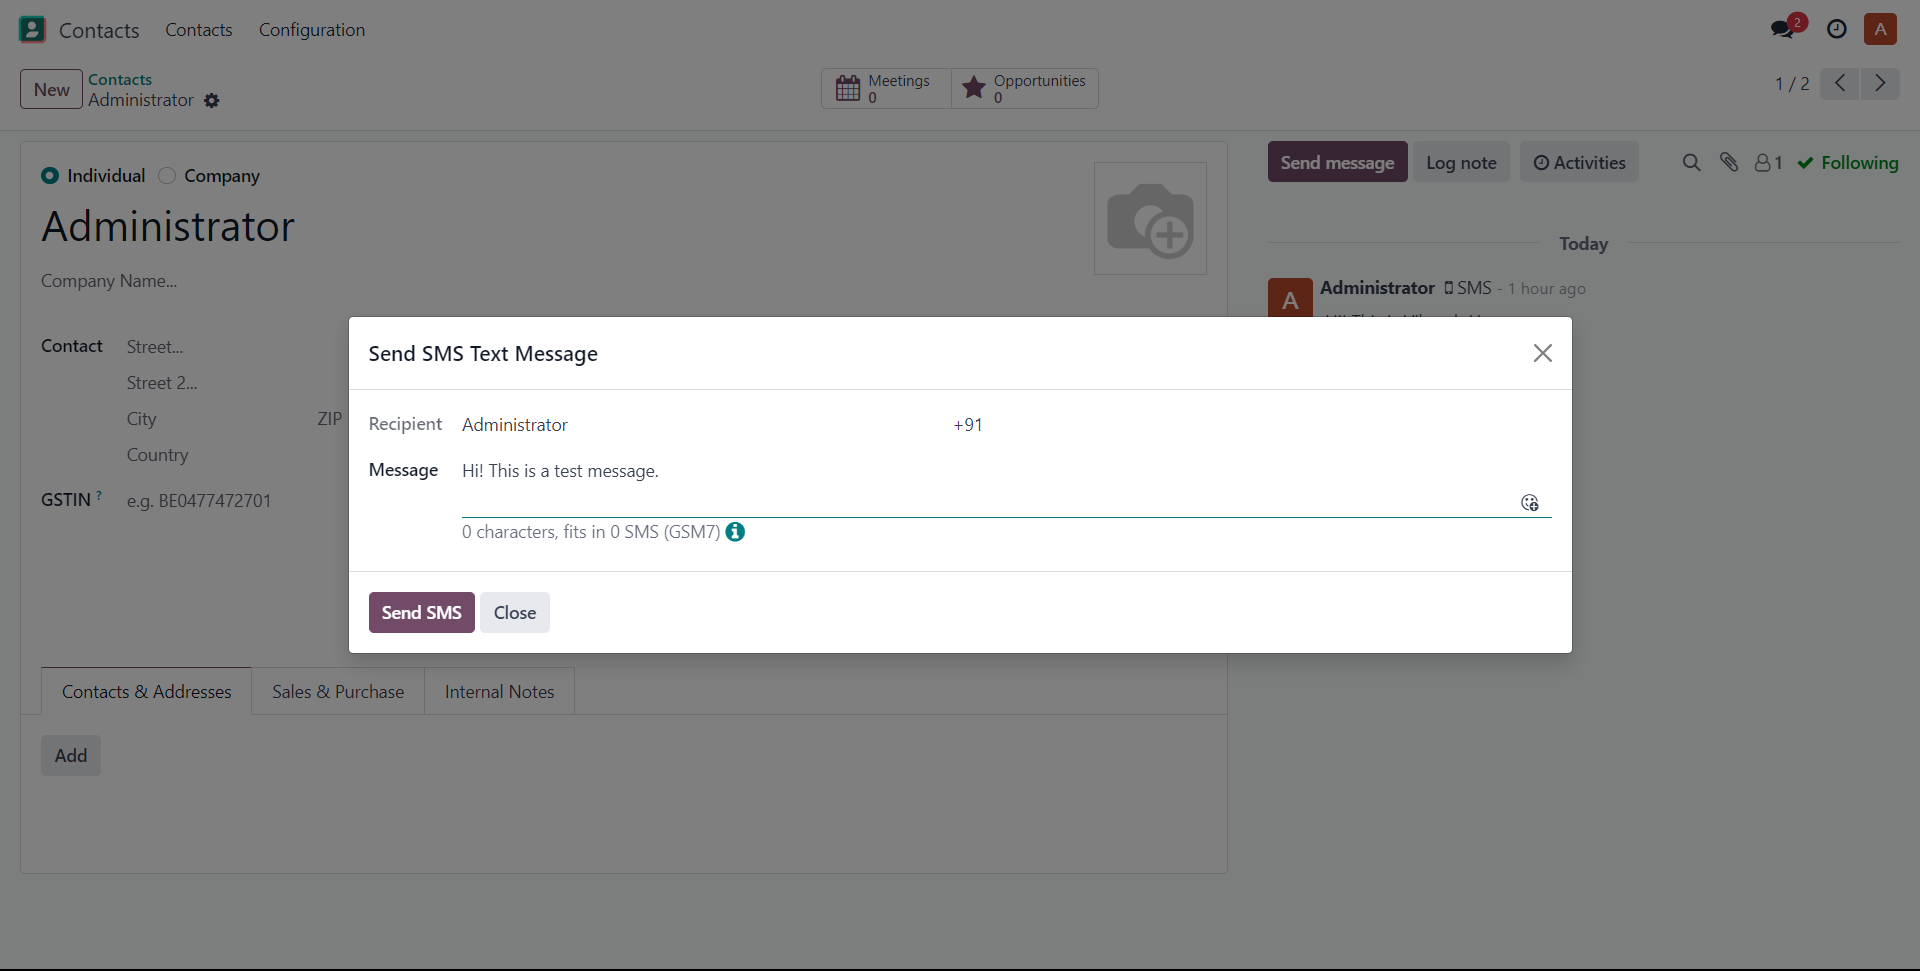 Contacts Contacts Configuration 2 A
New Contacts Meetings Opportunities 1 / 2
Administrator 0 0
Individual Company Send message Log note Activities 1 Following
Administrator
Today
Company Name...
Administrator SMS - 1 hour ago
A
Contact Street...
Street 2...
City ZIP
Country
GSTIN ? e.g. BE0477472701
Send SMS Text Message
Recipient Administrator +91
Message Hi! This is a test message.
0 characters, fits in 0 SMS (GSM7)
Send SMS Close
Contacts & Addresses Sales & Purchase Internal Notes
Add